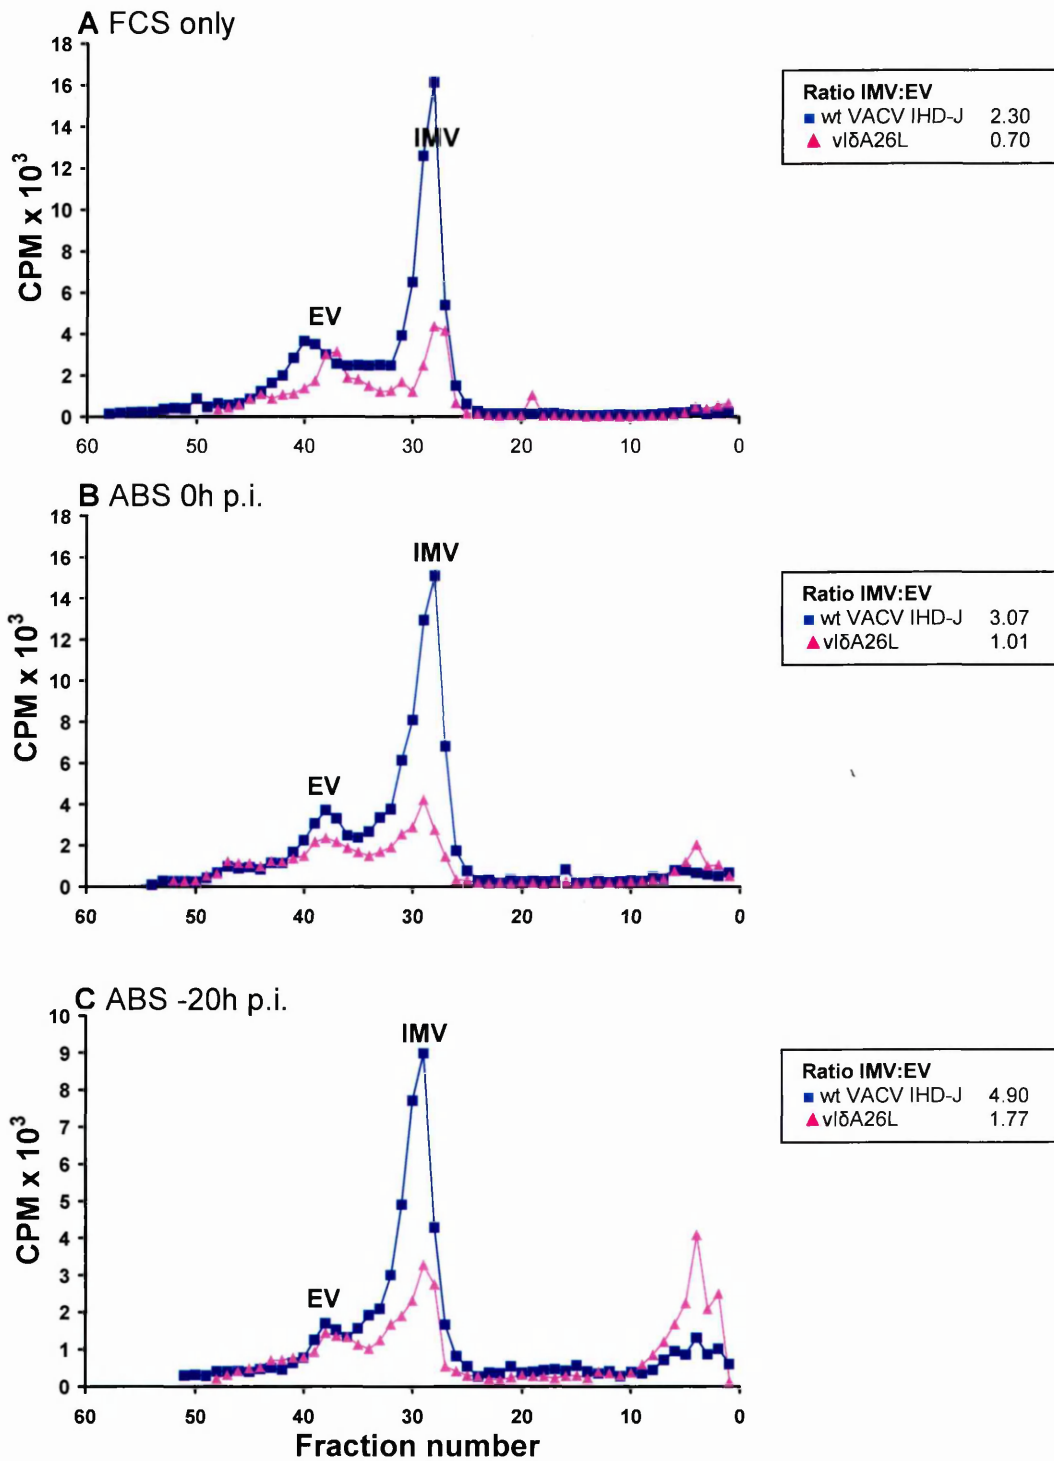 A FCS only
18
16
14
12
10
8
6
4
2
0
CPM x 10³
IMV
EV
60 50 40 30 20 10 0
Ratio IMV:EV
wt VACV IHD-J 2.30
vlδA26L 0.70
B ABS 0h p.i.
18
16
14
12
10
8
6
4
2
0
CPM x 10³
IMV
EV
60 50 40 30 20 10 0
Ratio IMV:EV
wt VACV IHD-J 3.07
vlδA26L 1.01
C ABS -20h p.i.
10
9
8
7
6
5
4
3
2
1
0
CPM x 10³
IMV
EV
60 50 40 30 20 10 0
Fraction number
Ratio IMV:EV
wt VACV IHD-J 4.90
vlδA26L 1.77